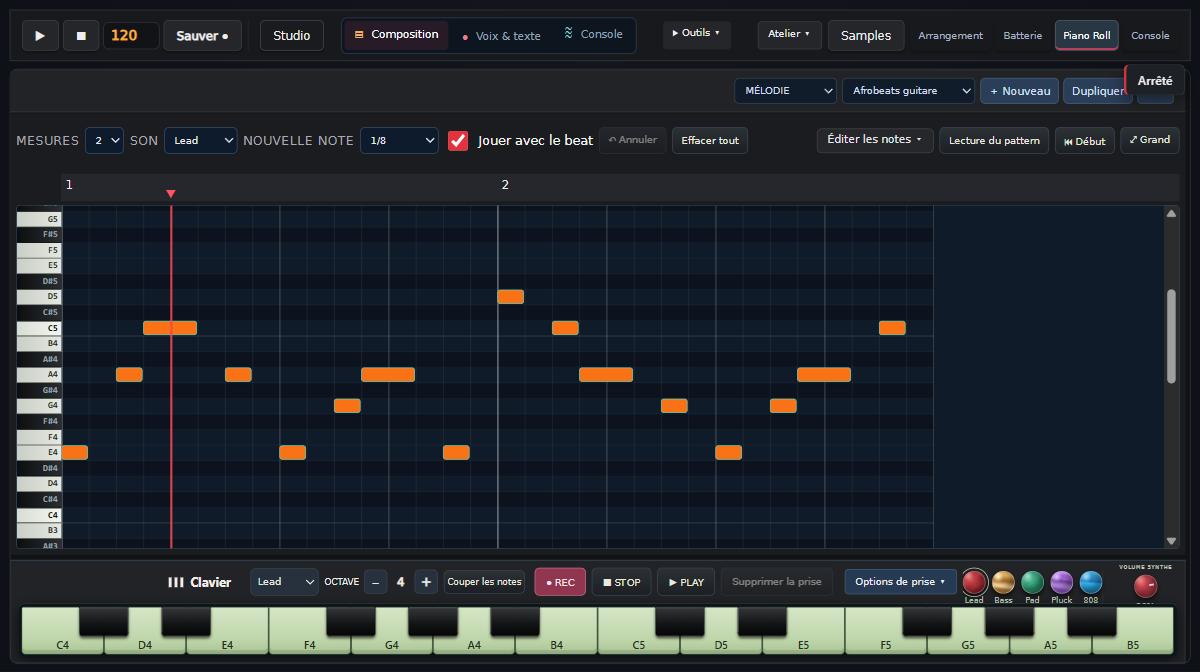 ▶ ■ 120 Sauver • Studio Composition Voix & texte Console ▶ Outils ▾ Atelier ▾ Samples Arrangement Batterie Piano Roll Console
MÉLODIE Afrobeats guitare + Nouveau Dupliquer Arrêté
MESURES 2 SON Lead NOUVELLE NOTE 1/8 Jouer avec le beat ↶ Annuler Effacer tout Éditer les notes ▾ Lecture du pattern ⏮ Début ⤢ Grand
1 2
G5
F#5
F5
E5
D#5
D5
C#5
C5
B4
A#4
A4
G#4
G4
F#4
F4
E4
D#4
D4
C#4
C4
B3
A#3
Clavier Lead OCTAVE – 4 + Couper les notes ● REC ■ STOP ▶ PLAY Supprimer la prise Options de prise ▾ VOLUME SYNTHE
Lead Bass Pad Pluck 808
C4 D4 E4 F4 G4 A4 B4 C5 D5 E5 F5 G5 A5 B5